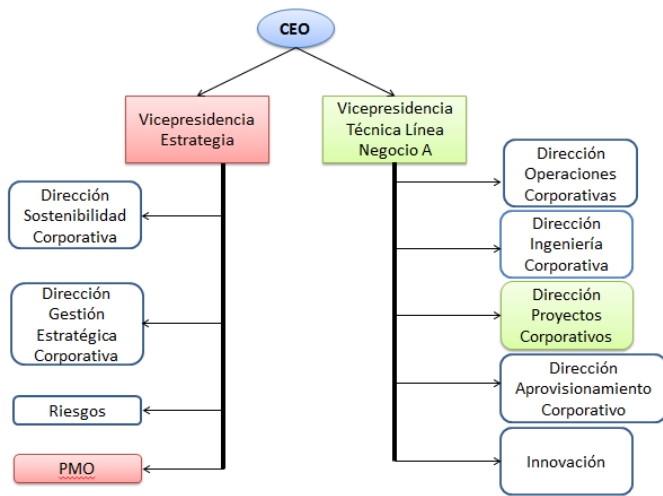 CEO
Vicepresidencia
Estrategia
Vicepresidencia
Técnica Línea
Negocio A
Dirección
Sostenibilidad
Corporativa
Dirección
Gestión
Estratégica
Corporativa
Riesgos
PMO
Dirección
Operaciones
Corporativas
Dirección
Ingeniería
Corporativa
Dirección
Proyectos
Corporativos
Dirección
Aprovisionamiento
Corporativo
Innovación